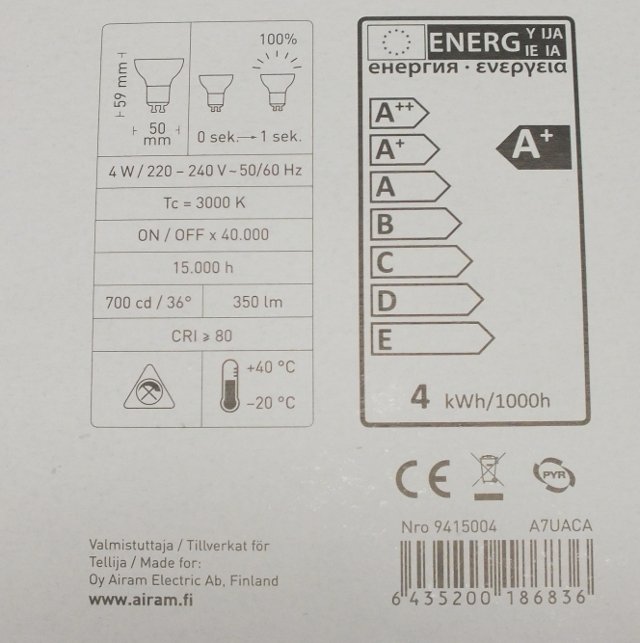 59 mm
50
mm
100%
0 sek. → 1 sek.
4 W / 220 – 240 V ~ 50/60 Hz
Tc = 3000 K
ON / OFF x 40.000
15.000 h
700 cd / 36° 350 lm
CRI ≥ 80
+40 °C
–20 °C
ENERG Y IJA
IE IA
енергия · ενεργεια
A++
A+
A+
A
B
C
D
E
4 kWh/1000h
CE
PYR
Nro 9415004 A7UACA
6 435200 186836
Valmistuttaja / Tillverkat för
Tellija / Made for:
Oy Airam Electric Ab, Finland
www.airam.fi